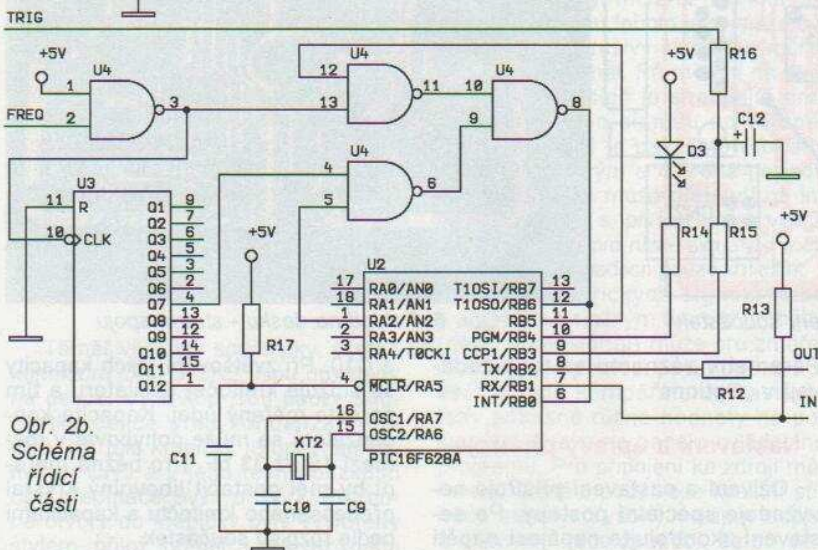 TRIG
+5V
U4
1
2
3
FREQ
U4
12
13
11
U4
10
9
8
U4
4
5
6
+5V
R16
C12
+
D3
+5V
R14
R15
R13
OUT
IN
R12
U3
11
R
10
CLK
Q1
9
Q2
7
Q3
6
Q4
5
Q5
3
Q6
2
Q7
4
Q8
13
Q9
12
Q10
14
Q11
15
Q12
1
+5V
R17
U2
17
RA0/AN0
T1OSI/RB7
13
18
RA1/AN1
T1OSO/RB6
12
1
RA2/AN2
RB5
11
2
RA3/AN3
PGM/RB4
10
3
RA4/T0CKI
CCP1/RB3
9
TX/RB2
8
4
MCLR/RA5
RX/RB1
7
INT/RB0
6
16
OSC1/RA7
15
OSC2/RA6
PIC16F628A
C11
XT2
C10
C9
Obr. 2b.
Schéma
řídicí
části